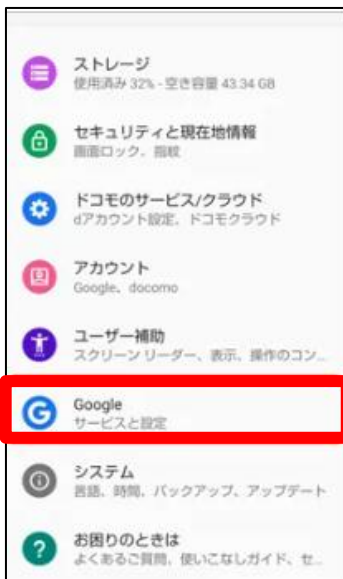 ストレージ
使用済み 32% - 空き容量 43.34 GB
セキュリティと現在地情報
画面ロック、指紋
ドコモのサービス/クラウド
dアカウント設定、ドコモクラウド
アカウント
Google、docomo
ユーザー補助
スクリーン リーダー、表示、操作のコン...
Google
サービスと設定
システム
言語、時間、バックアップ、アップデート
お困りのときは
よくあるご質問、使いこなしガイド、セ...